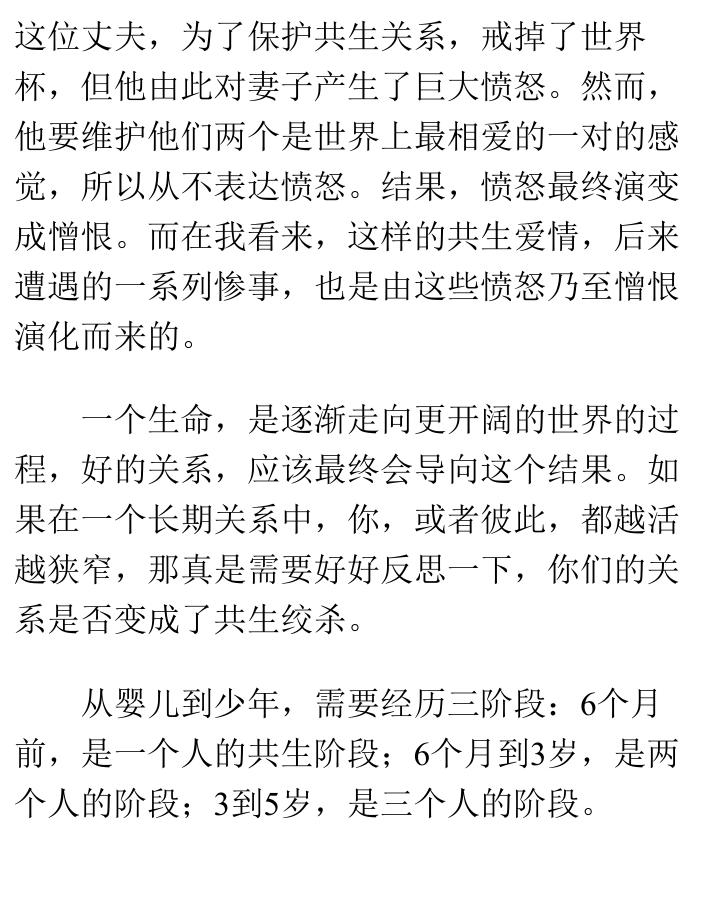 这位丈夫，为了保护共生关系，戒掉了世界
杯，但他由此对妻子产生了巨大愤怒。然而，
他要维护他们两个是世界上最相爱的一对的感
觉，所以从不表达愤怒。结果，愤怒最终演变
成憎恨。而在我看来，这样的共生爱情，后来
遭遇的一系列惨事，也是由这些愤怒乃至憎恨
演化而来的。
一个生命，是逐渐走向更开阔的世界的过
程，好的关系，应该最终会导向这个结果。如
果在一个长期关系中，你，或者彼此，都越活
越狭窄，那真是需要好好反思一下，你们的关
系是否变成了共生绞杀。
从婴儿到少年，需要经历三阶段：6个月
前，是一个人的共生阶段；6个月到3岁，是两
个人的阶段；3到5岁，是三个人的阶段。